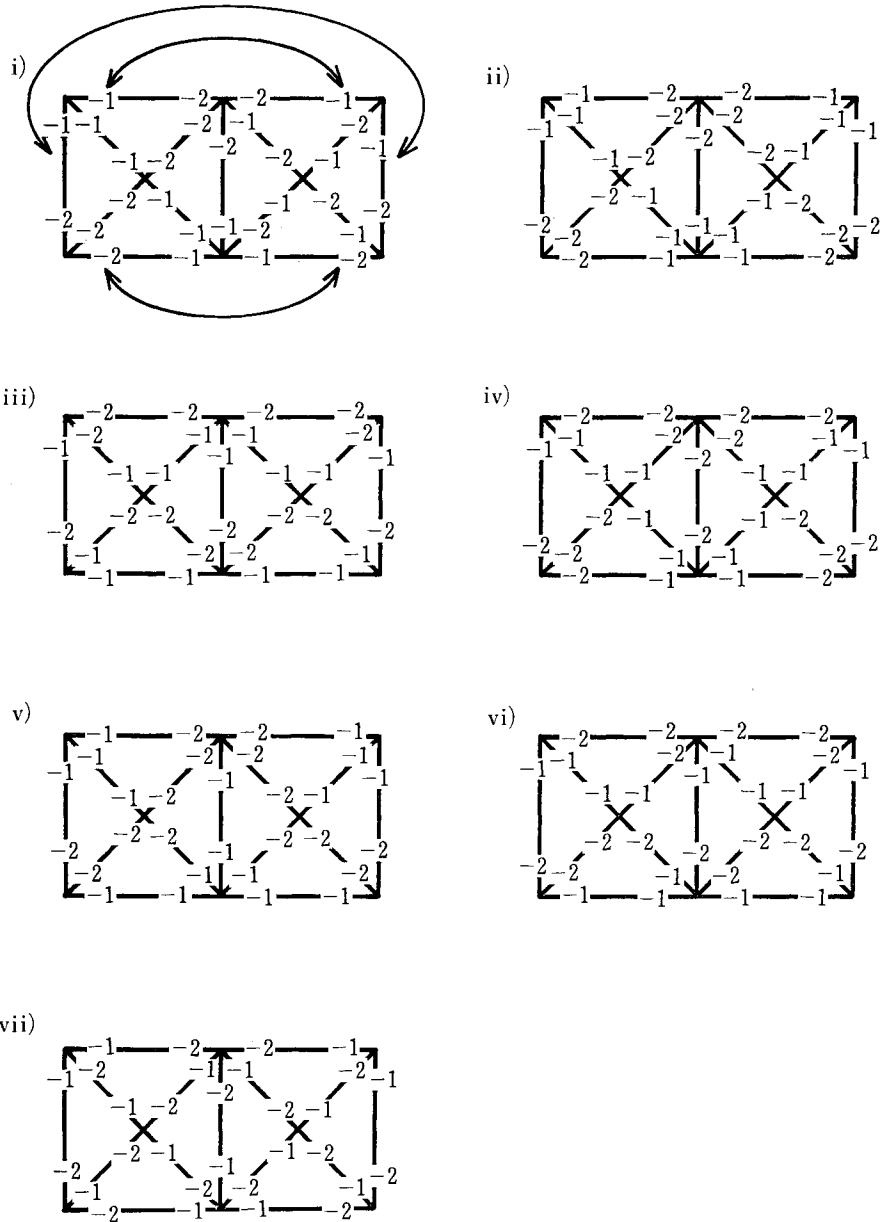 i)
-1 -2 -2 -1
-1 -1 -2 -2 -1 -2 -1
-1 -2 -2 -1
-2 -1 -1 -2
-2 -2 -1 -1 -2 -1 -2
-2 -1 -1 -2
ii)
-1 -2 -2 -1
-1 -1 -2 -2 -2 -1 -1
-1 -2 -2 -1
-2 -1 -1 -2
-2 -2 -1 -1 -1 -2 -2
-2 -1 -1 -2
iii)
-2 -2 -2 -2
-1 -2 -1 -1 -1 -2 -1
-1 -1 -1 -1
-2 -2 -2 -2
-2 -1 -2 -2 -2 -1 -2
-1 -1 -1 -1
iv)
-2 -2 -2 -2
-1 -1 -2 -2 -2 -1 -1
-1 -1 -1 -1
-2 -1 -1 -2
-2 -2 -1 -2 -1 -2 -2
-2 -1 -1 -2
v)
-1 -2 -2 -1
-1 -1 -2 -1 -2 -1 -1
-1 -2 -2 -1
-2 -2 -2 -2
-2 -2 -1 -1 -1 -2 -2
-1 -1 -1 -1
vi)
-2 -2 -2 -2
-1 -1 -2 -1 -1 -2 -1
-1 -1 -1 -1
-2 -2 -2 -2
-2 -2 -1 -2 -2 -1 -2
-1 -1 -1 -1
vii)
-1 -2 -2 -1
-1 -2 -1 -2 -1 -2 -1
-1 -2 -2 -1
-2 -1 -1 -2
-2 -1 -2 -1 -2 -1 -2
-2 -1 -1 -2